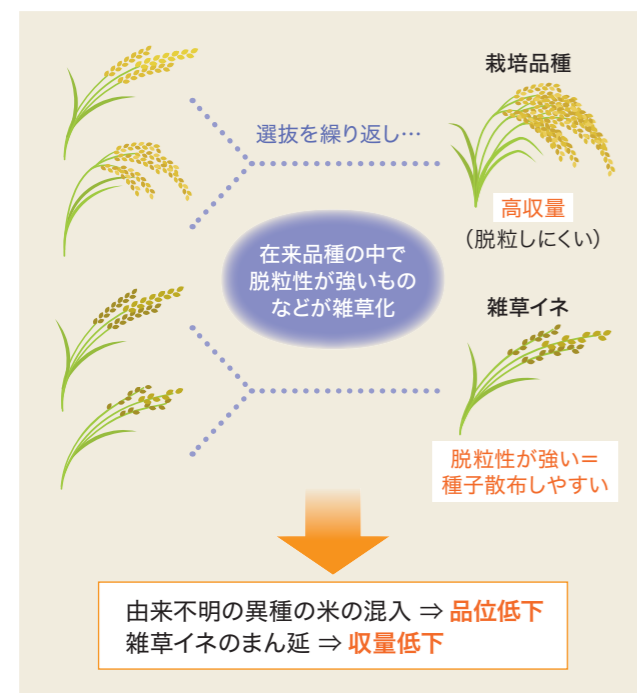 栽培品種
選抜を繰り返し…
高収量
（脱粒しにくい）
在来品種の中で
脱粒性が強いもの
などが雑草化
雑草イネ
脱粒性が強い＝
種子散布しやすい
由来不明の異種の米の混入 ⇒ 品位低下
雑草イネのまん延 ⇒ 収量低下